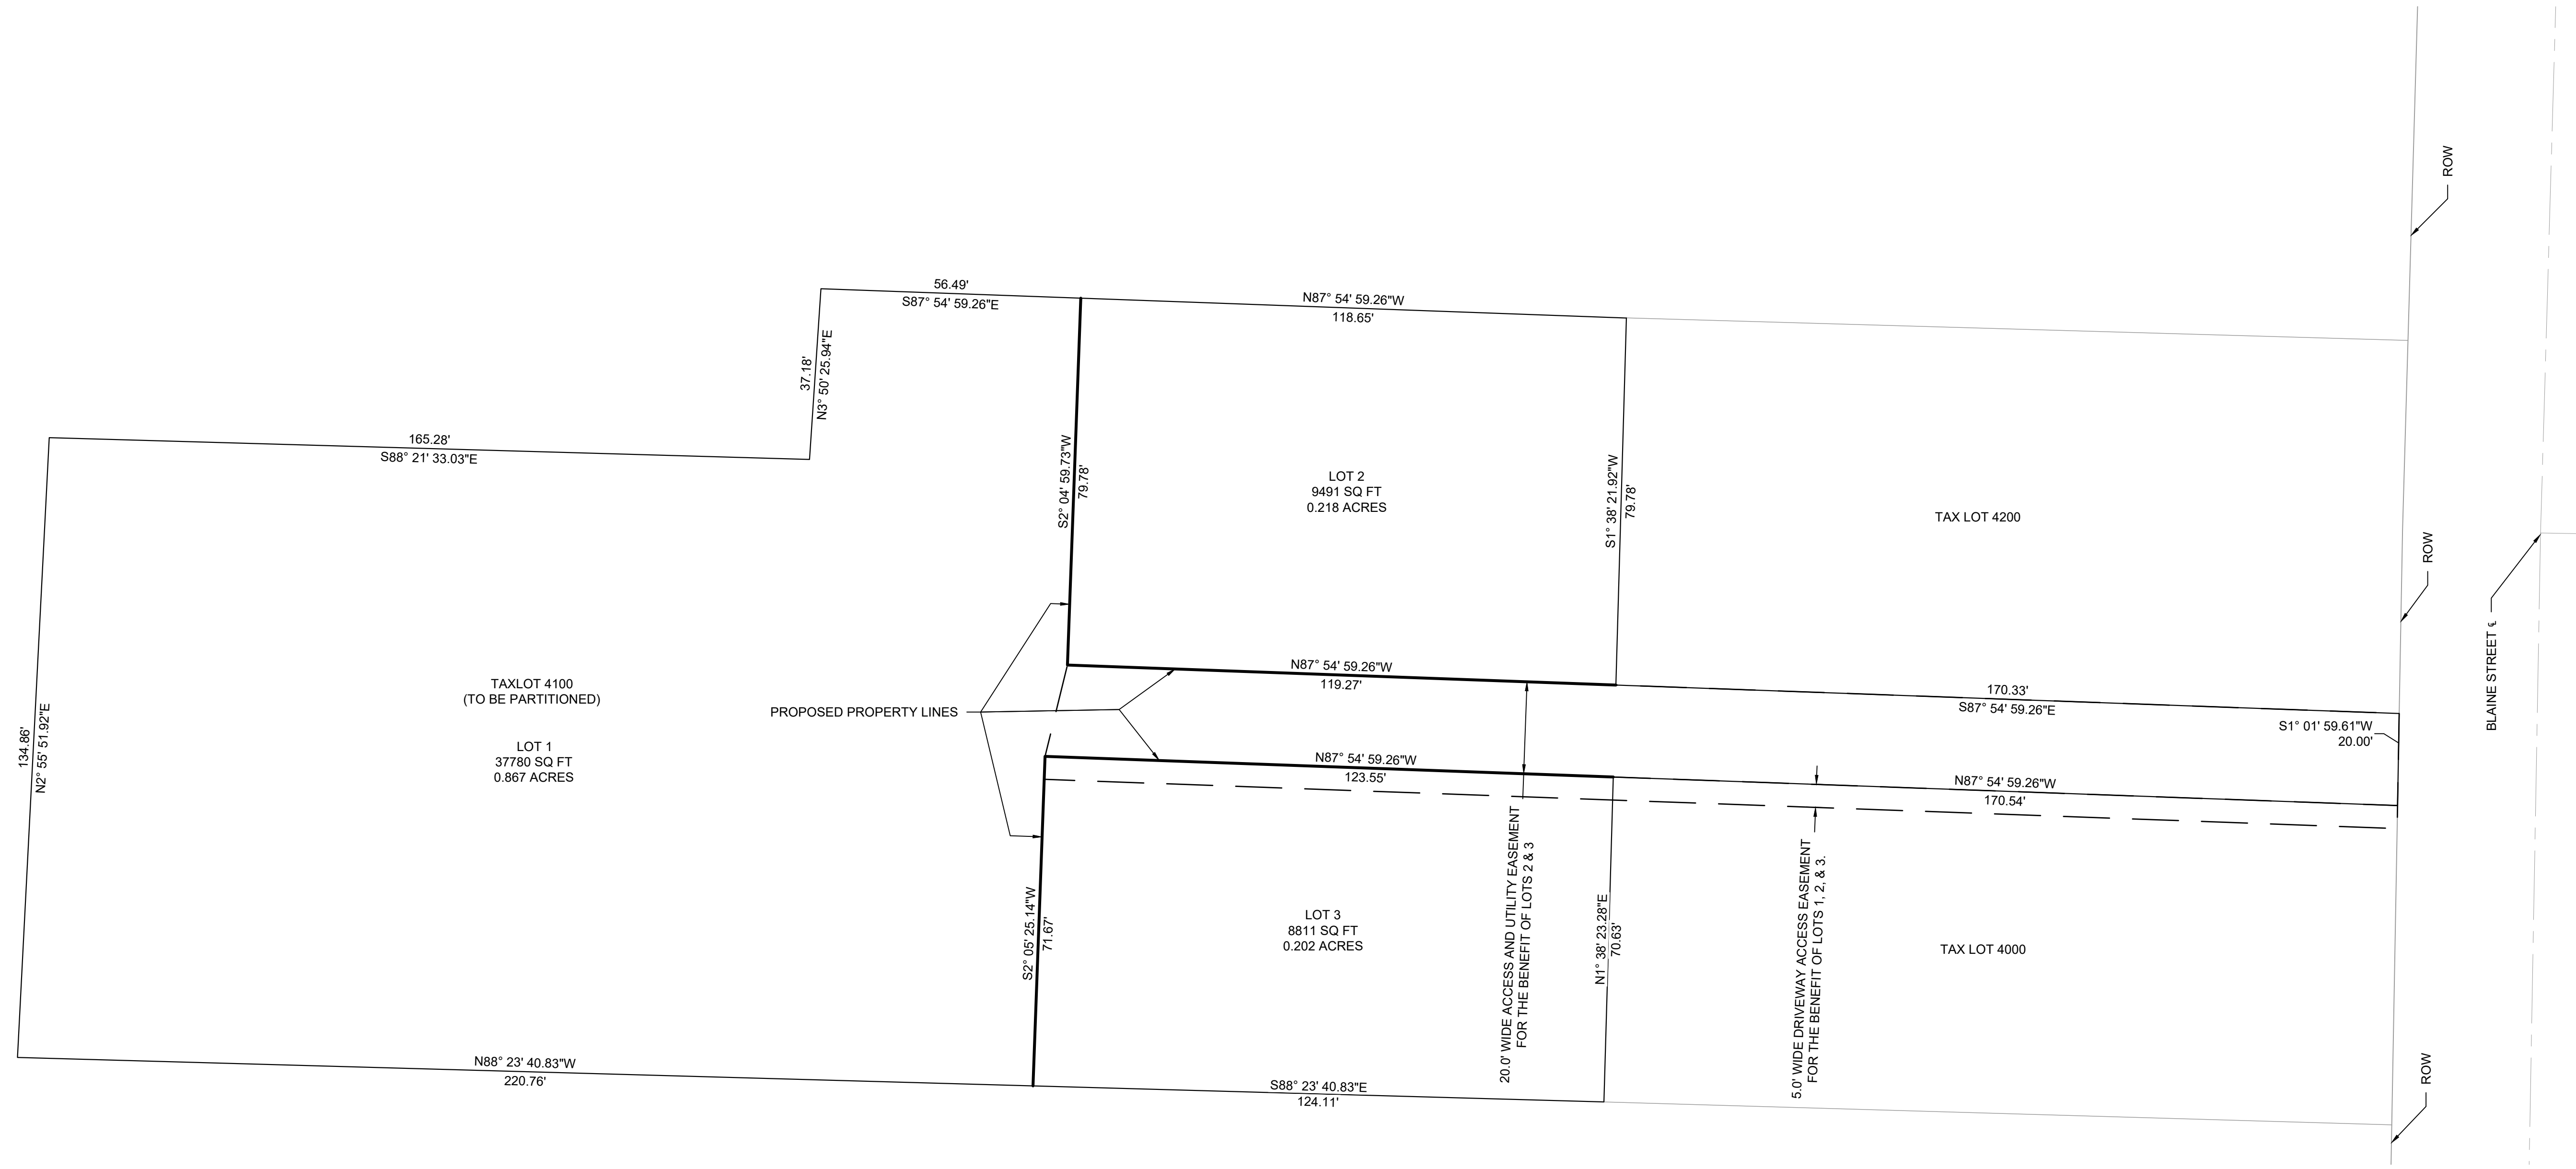 ROW
56.49'
S87° 54' 59.26"E
N87° 54' 59.26"W
118.65'
37.18'
N3° 50' 25.94"E
165.28'
S88° 21' 33.03"E
S2° 04' 59.73"W
79.78'
LOT 2
9491 SQ FT
0.218 ACRES
S1° 38' 21.92"W
79.78'
TAX LOT 4200
ROW
BLAINE STREET ℄
134.86'
N2° 55' 51.92"E
TAXLOT 4100
(TO BE PARTITIONED)
LOT 1
37780 SQ FT
0.867 ACRES
PROPOSED PROPERTY LINES
N87° 54' 59.26"W
119.27'
170.33'
S87° 54' 59.26"E
S1° 01' 59.61"W
20.00'
N87° 54' 59.26"W
123.55'
N87° 54' 59.26"W
170.54'
S2° 05' 25.14"W
71.67'
LOT 3
8811 SQ FT
0.202 ACRES
20.0' WIDE ACCESS AND UTILITY EASEMENT
FOR THE BENEFIT OF LOTS 2 & 3
N1° 38' 23.28"E
70.63'
5.0' WIDE DRIVEWAY ACCESS EASEMENT
FOR THE BENEFIT OF LOTS 1, 2, & 3.
TAX LOT 4000
ROW
N88° 23' 40.83"W
220.76'
S88° 23' 40.83"E
124.11'